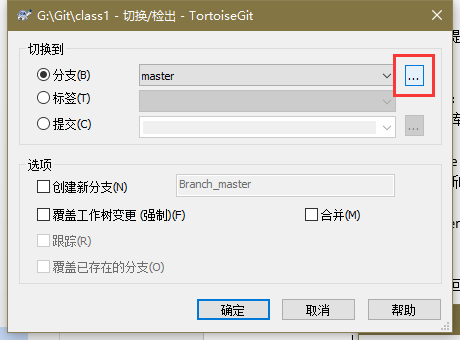 G:\Git\class1 - 切换/检出 - TortoiseGit
切换到
分支(B)
master
...
标签(T)
提交(C)
...
选项
创建新分支(N)
Branch_master
覆盖工作树变更 (强制)(F)
合并(M)
跟踪(R)
覆盖已存在的分支(O)
确定
取消
帮助